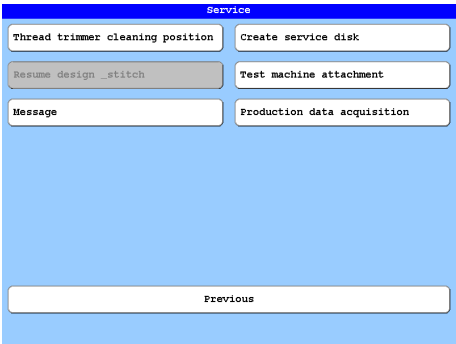 Service
Thread trimmer cleaning position
Create service disk
Resume design _stitch
Test machine attachment
Message
Production data acquisition
Previous